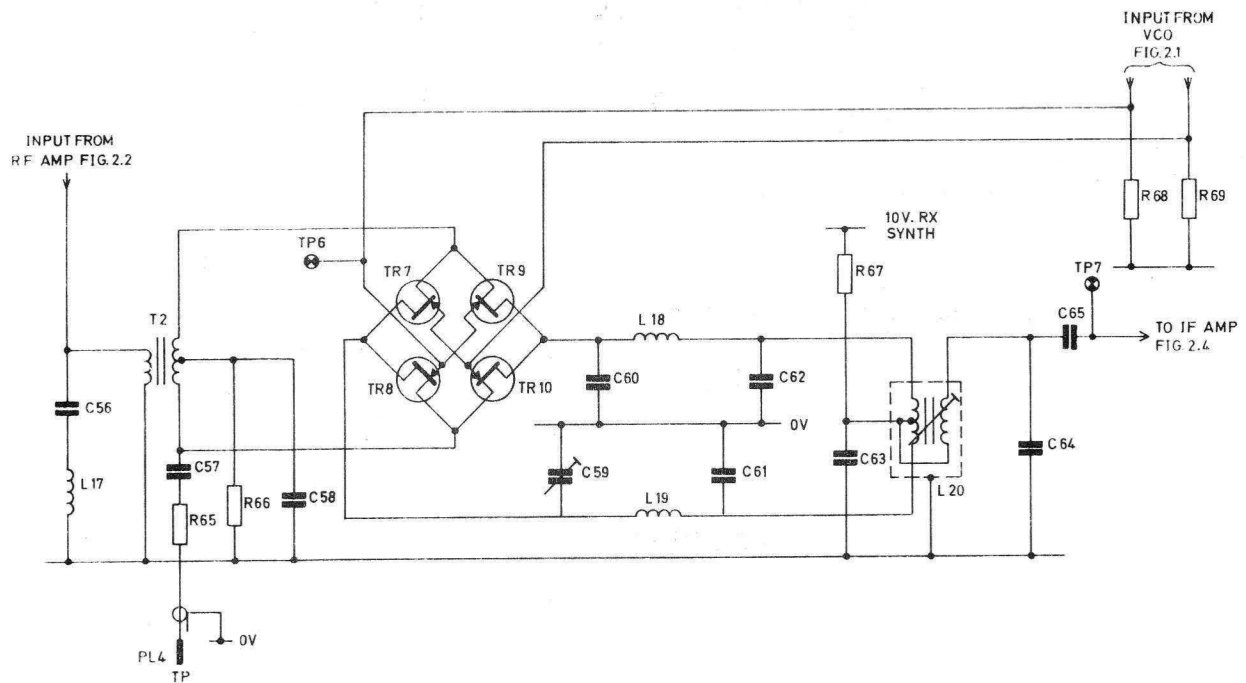 INPUT FROM
VCO
FIG.2.1
INPUT FROM
RF AMP FIG.2.2
R68
R69
10V. RX
SYNTH
TP6
TR7
TR9
R67
TP7
T2
L18
C65
TO IF AMP
FIG.2.4
TR8
TR10
C60
C62
C56
0V
C64
C57
C59
C61
C63
L17
R66
C58
L19
L20
R65
0V
PL4
TP